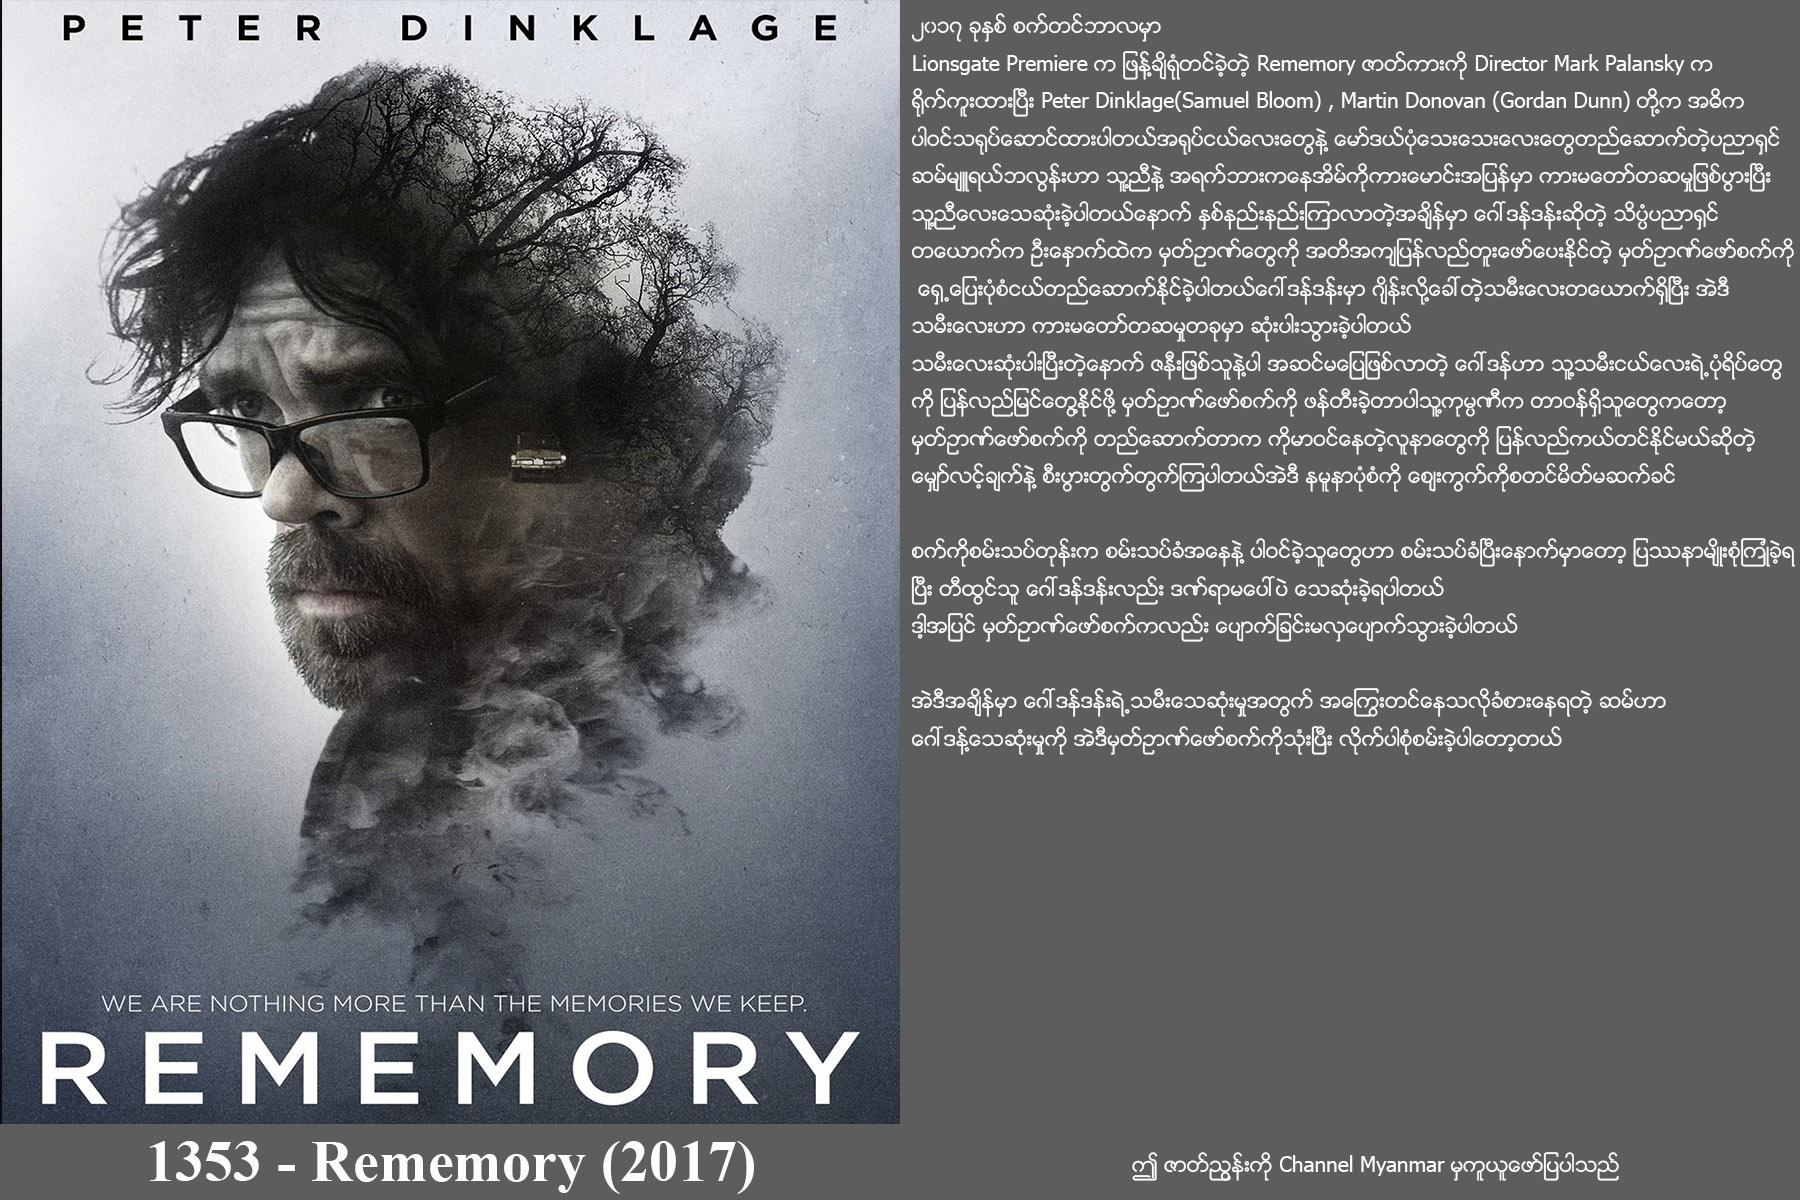 PETER DINKLAGE
WE ARE NOTHING MORE THAN THE MEMORIES WE KEEP.
REMEMORY
1353 - Rememory (2017)
၂၀၁၇ ခုနှစ် စက်တင်ဘာလမှာ
Lionsgate Premiere က ဖြန့်ချိရုံတင်ခဲ့တဲ့ Rememory ဇာတ်ကားကို Director Mark Palansky က
ရိုက်ကူးထားပြီး Peter Dinklage(Samuel Bloom) , Martin Donovan (Gordan Dunn) တို့က အဓိက
ပါဝင်သရုပ်ဆောင်ထားပါတယ်အရုပ်ငယ်လေးတွေနဲ့ မော်ဒယ်ပုံသေးသေးလေးတွေတည်ဆောက်တဲ့ပညာရှင်
ဆမ်မျူရယ်ဘလွန်းဟာ သူ့ညီနဲ့ အရက်ဘားကနေအိမ်ကိုကားမောင်းအပြန်မှာ ကားမတော်တဆမှုဖြစ်ပွားပြီး
သူ့ညီလေးသေဆုံးခဲ့ပါတယ်နောက် နှစ်နည်းနည်းကြာလာတဲ့အချိန်မှာ ဂေါ်ဒန်ဒန်းဆိုတဲ့ သိပ္ပံပညာရှင်
တယောက်က ဦးနှောက်ထဲက မှတ်ဉာဏ်တွေကို အတိအကျပြန်လည်တူးဖော်ပေးနိုင်တဲ့ မှတ်ဉာဏ်ဖော်စက်ကို
ရှေ့ပြေးပုံစံငယ်တည်ဆောက်နိုင်ခဲ့ပါတယ်ဂေါ်ဒန်ဒန်းမှာ ဂျိန်းလို့ခေါ်တဲ့သမီးလေးတယောက်ရှိပြီး အဲဒီ
သမီးလေးဟာ ကားမတော်တဆမှုတခုမှာ ဆုံးပါးသွားခဲ့ပါတယ်
သမီးလေးဆုံးပါးပြီးတဲ့နောက် ဇနီးဖြစ်သူနဲ့ပါ အဆင်မပြေဖြစ်လာတဲ့ ဂေါ်ဒန်ဟာ သူ့သမီးငယ်လေးရဲ့ပုံရိပ်တွေ
ကို ပြန်လည်မြင်တွေ့နိုင်ဖို့ မှတ်ဉာဏ်ဖော်စက်ကို ဖန်တီးခဲ့တာပါသူ့ကုမ္ပဏီက တာဝန်ရှိသူတွေကတော့
မှတ်ဉာဏ်ဖော်စက်ကို တည်ဆောက်တာက ကိုမာဝင်နေတဲ့လူနာတွေကို ပြန်လည်ကယ်တင်နိုင်မယ်ဆိုတဲ့
မျှော်လင့်ချက်နဲ့ စီးပွားတွက်တွက်ကြပါတယ်အဲဒီ နမူနာပုံစံကို ဈေးကွက်ကိုစတင်မိတ်မဆက်ခင်
စက်ကိုစမ်းသပ်တုန်းက စမ်းသပ်ခံအနေနဲ့ ပါဝင်ခဲ့သူတွေဟာ စမ်းသပ်ခံပြီးနောက်မှာတော့ ပြဿနာမျိုးစုံကြုံခဲ့ရ
ပြီး တီထွင်သူ ဂေါ်ဒန်ဒန်းလည်း ဒဏ်ရာမပေါ်ပဲ သေဆုံးခဲ့ရပါတယ်
ဒါ့အပြင် မှတ်ဉာဏ်ဖော်စက်ကလည်း ပျောက်ခြင်းမလှပျောက်သွားခဲ့ပါတယ်
အဲဒီအချိန်မှာ ဂေါ်ဒန်ဒန်းရဲ့သမီးသေဆုံးမှုအတွက် အကြွေးတင်နေသလိုခံစားနေရတဲ့ ဆမ်ဟာ
ဂေါ်ဒန့်သေဆုံးမှုကို အဲဒီမှတ်ဉာဏ်ဖော်စက်ကိုသုံးပြီး လိုက်ပါစုံစမ်းခဲ့ပါတော့တယ်
ဤ ဇာတ်ညွှန်းကို Channel Myanmar မှကူယူဖော်ပြပါသည်